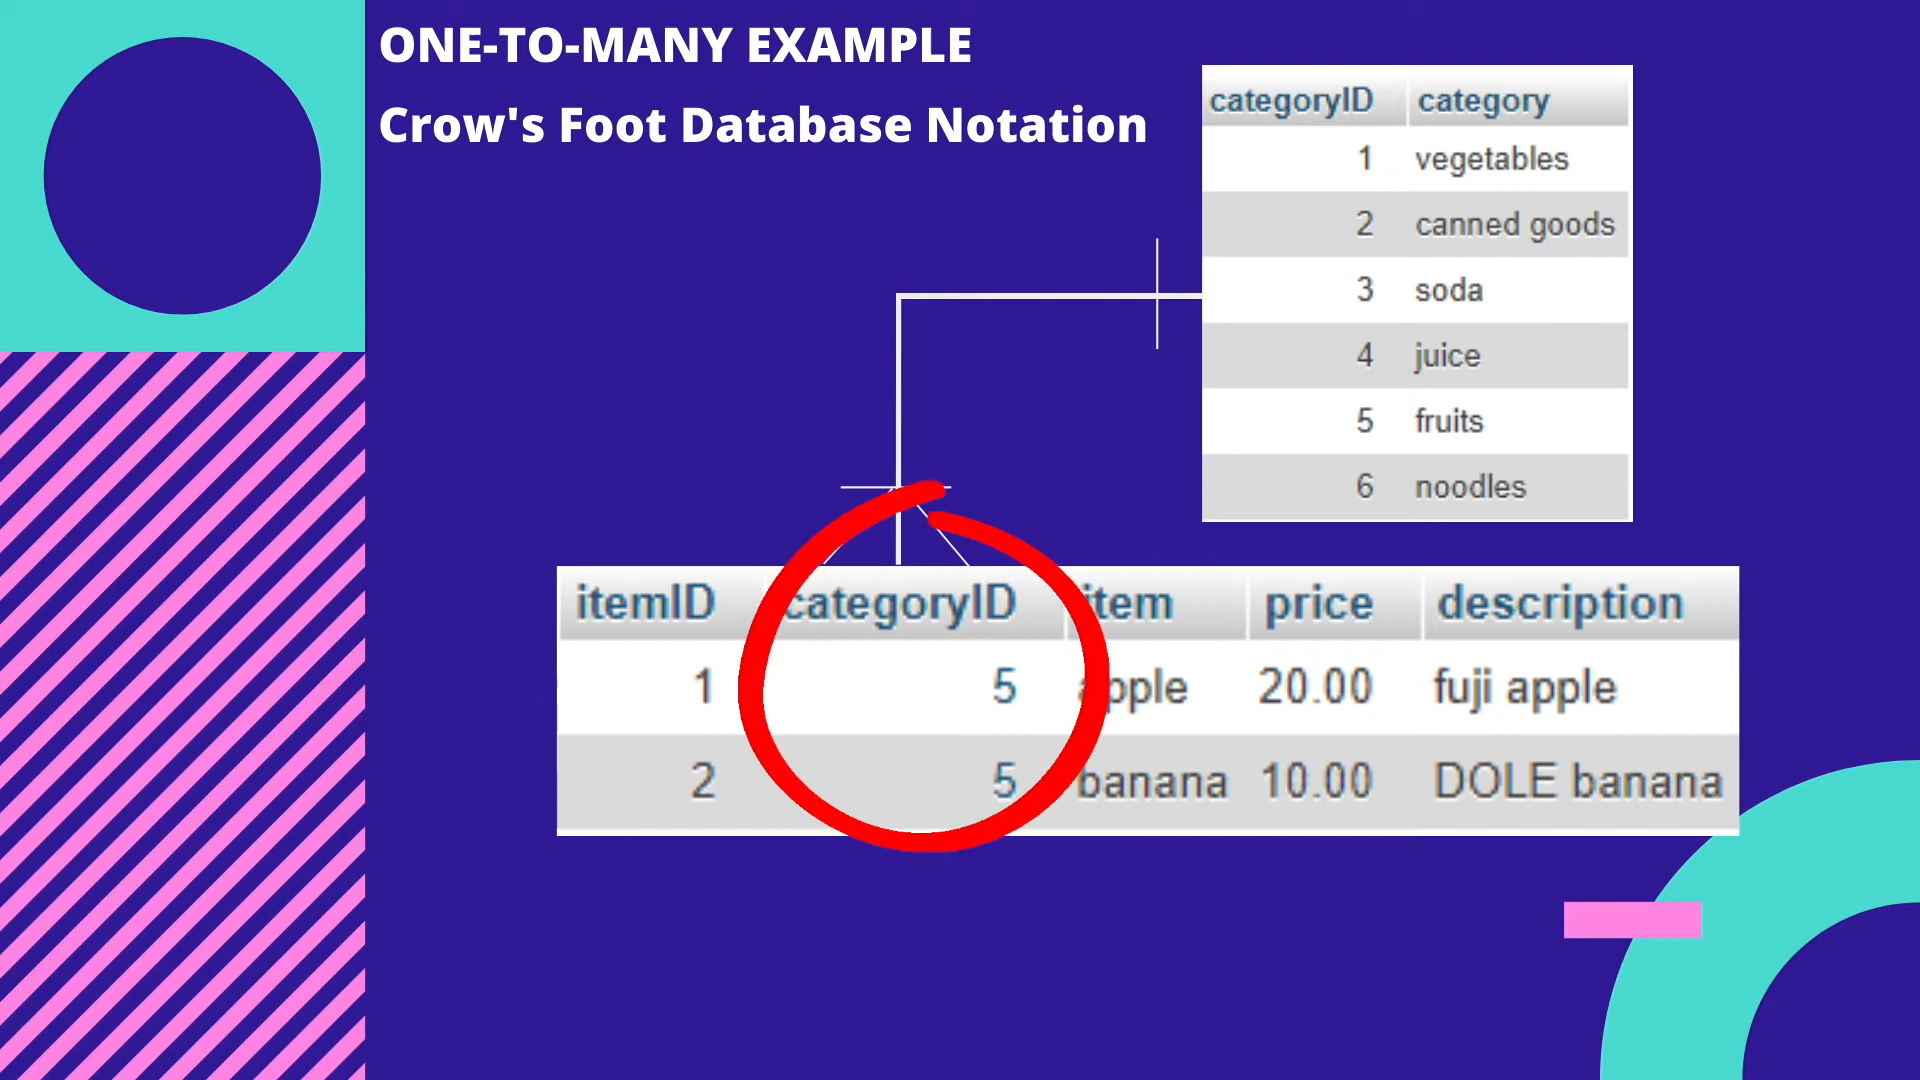 ONE-TO-MANY EXAMPLE
Crow's Foot Database Notation
categoryID category
1 vegetables
2 canned goods
3 soda
4 juice
5 fruits
6 noodles
itemID categoryID item price description
1 5 apple 20.00 fuji apple
2 5 banana 10.00 DOLE banana